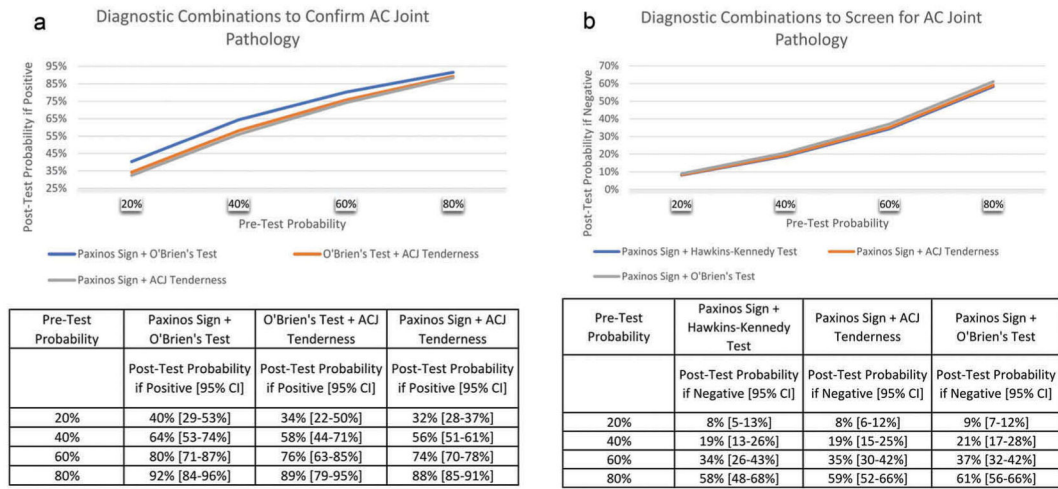 a
Diagnostic Combinations to Confirm AC Joint
Pathology
Post-Test Probability if Positive
95%
85%
75%
65%
55%
45%
35%
25%
20%
40%
60%
80%
Pre-Test Probability
Paxinos Sign + O'Brien's Test
O'Brien's Test + ACJ Tenderness
Paxinos Sign + ACJ Tenderness
Pre-Test
Probability
Paxinos Sign +
O'Brien's Test
O'Brien's Test + ACJ
Tenderness
Paxinos Sign + ACJ
Tenderness
Post-Test Probability
if Positive [95% CI]
Post-Test Probability
if Positive [95% CI]
Post-Test Probability
if Positive [95% CI]
20% 40% [29-53%] 34% [22-50%] 32% [28-37%]
40% 64% [53-74%] 58% [44-71%] 56% [51-61%]
60% 80% [71-87%] 76% [63-85%] 74% [70-78%]
80% 92% [84-96%] 89% [79-95%] 88% [85-91%]
b
Diagnostic Combinations to Screen for AC Joint
Pathology
Post-Test Probability if Negative
70%
60%
50%
40%
30%
20%
10%
0%
20%
40%
60%
80%
Pre-Test Probability
Paxinos Sign + Hawkins-Kennedy Test
Paxinos Sign + ACJ Tenderness
Paxinos Sign + O'Brien's Test
Pre-Test
Probability
Paxinos Sign +
Hawkins-Kennedy
Test
Paxinos Sign + ACJ
Tenderness
Paxinos Sign +
O'Brien's Test
Post-Test Probability
if Negative [95% CI]
Post-Test Probability
if Negative [95% CI]
Post-Test Probability
if Negative [95% CI]
20% 8% [5-13%] 8% [6-12%] 9% [7-12%]
40% 19% [13-26%] 19% [15-25%] 21% [17-28%]
60% 34% [26-43%] 35% [30-42%] 37% [32-42%]
80% 58% [48-68%] 59% [52-66%] 61% [56-66%]